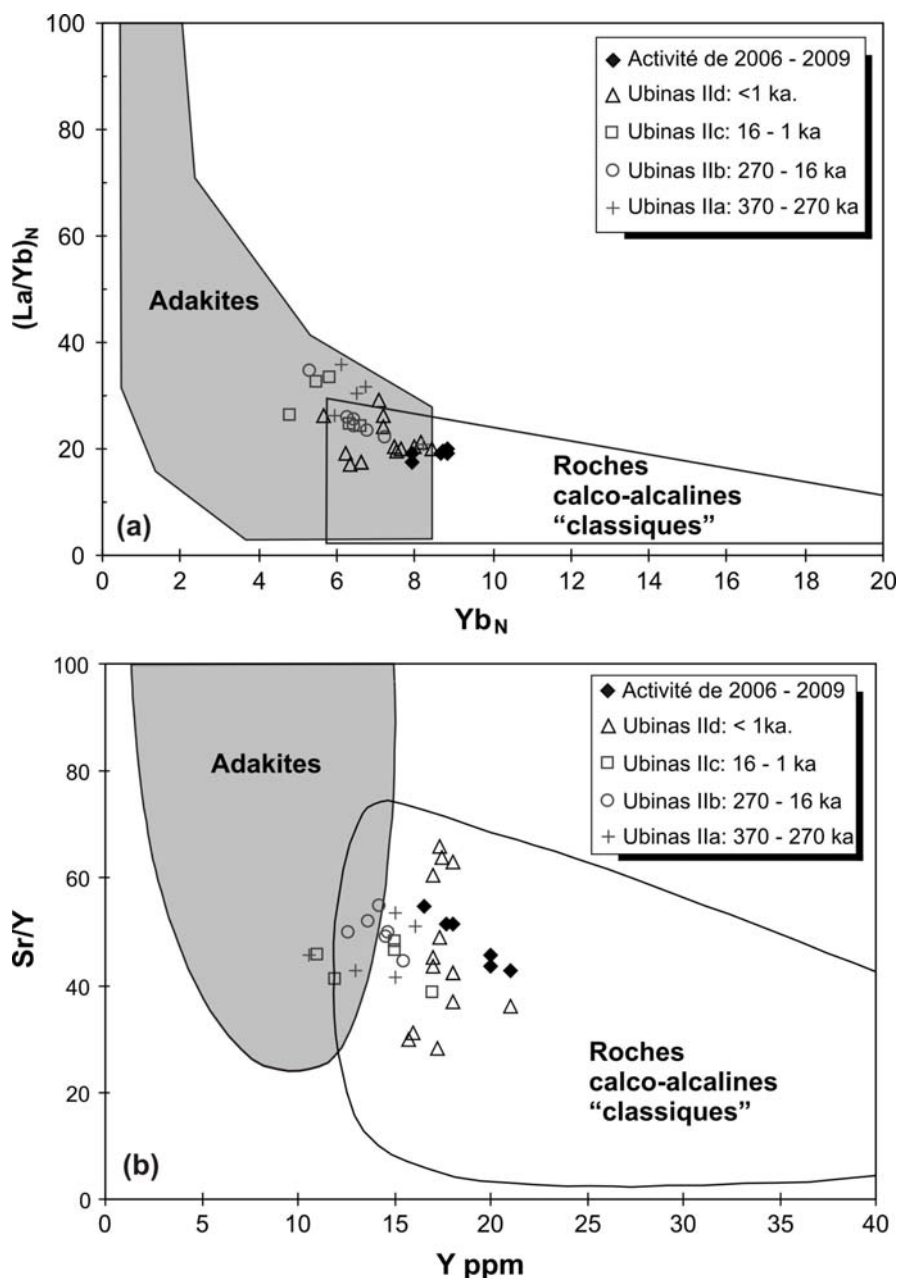 100
80
60
40
20
0
(La/Yb)N
Activité de 2006 - 2009
Ubinas IId: <1 ka.
Ubinas IIc: 16 - 1 ka
Ubinas IIb: 270 - 16 ka
Ubinas IIa: 370 - 270 ka
Adakites
Roches
calco-alcalines
“classiques”
(a)
0 2 4 6 8 10 12 14 16 18 20
YbN
100
80
60
40
20
0
Sr/Y
Activité de 2006 - 2009
Ubinas IId: < 1ka.
Ubinas IIc: 16 - 1 ka
Ubinas IIb: 270 - 16 ka
Ubinas IIa: 370 - 270 ka
Adakites
Roches
calco-alcalines
“classiques”
(b)
0 5 10 15 20 25 30 35 40
Y ppm